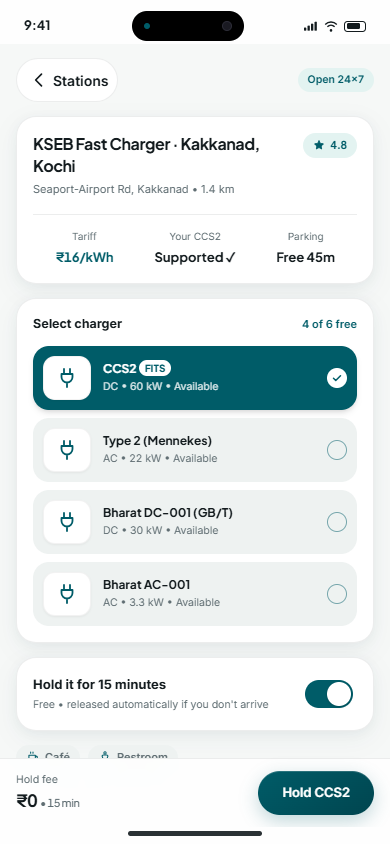 9:41
Stations
Open 24×7
KSEB Fast Charger · Kakkanad,
Kochi
4.8
Seaport-Airport Rd, Kakkanad • 1.4 km
Tariff
Your CCS2
Parking
₹16/kWh
Supported ✓
Free 45m
Select charger
4 of 6 free
CCS2 FITS
DC • 60 kW • Available
Type 2 (Mennekes)
AC • 22 kW • Available
Bharat DC-001 (GB/T)
DC • 30 kW • Available
Bharat AC-001
AC • 3.3 kW • Available
Hold it for 15 minutes
Free • released automatically if you don't arrive
Café
Restroom
Hold fee
₹0 • 15 min
Hold CCS2